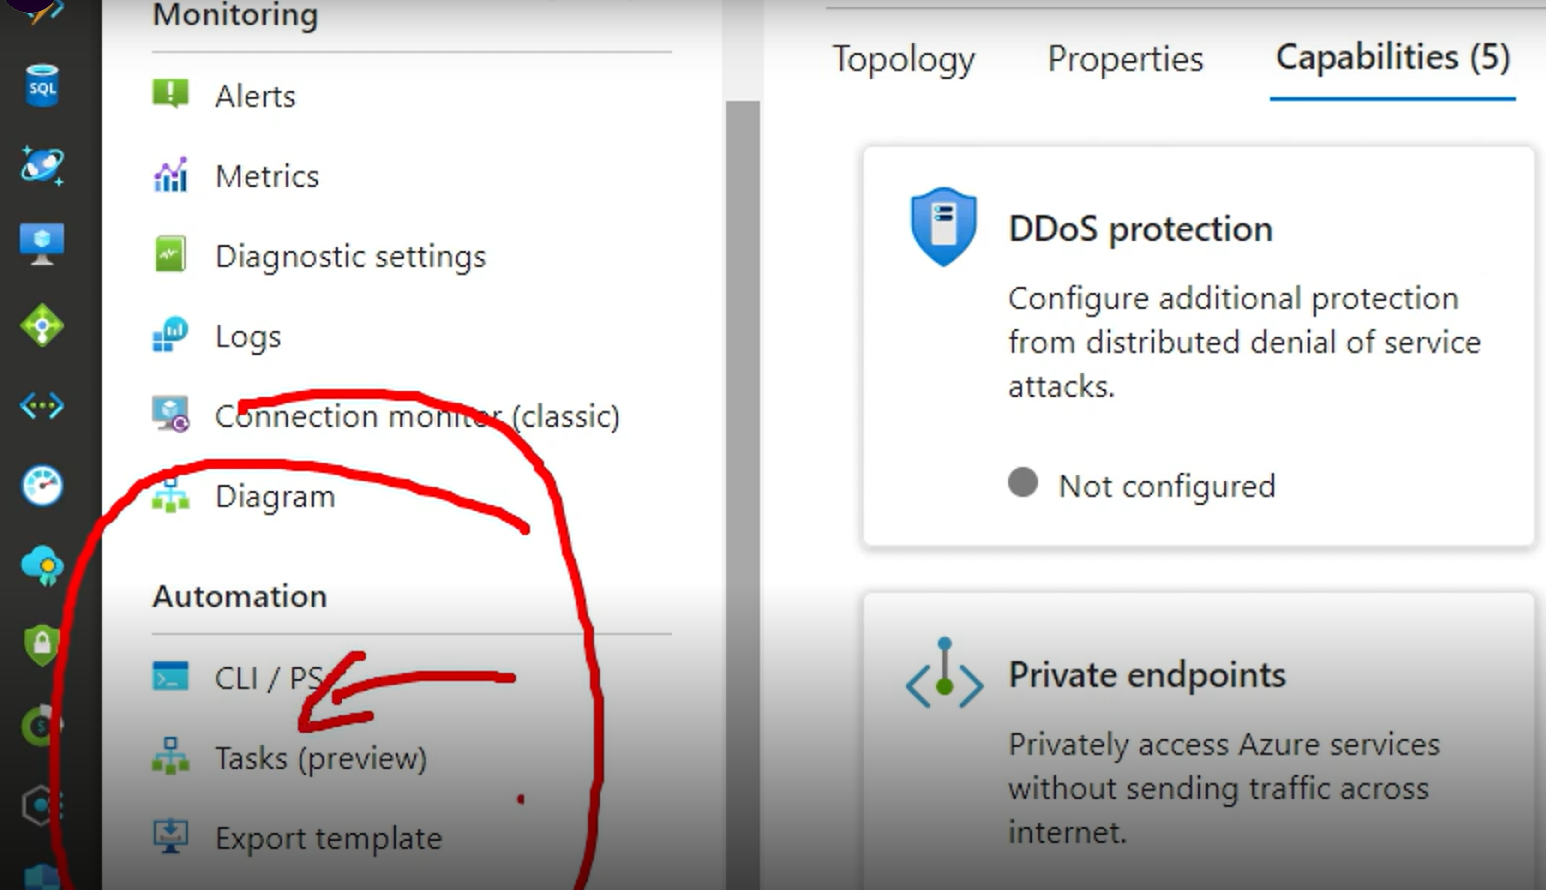 Monitoring
Alerts
Metrics
Diagnostic settings
Logs
Connection monitor (classic)
Diagram
Automation
CLI / PS
Tasks (preview)
Export template
SQL
Topology Properties Capabilities (5)
DDoS protection
Configure additional protection
from distributed denial of service
attacks.
Not configured
Private endpoints
Privately access Azure services
without sending traffic across
internet.